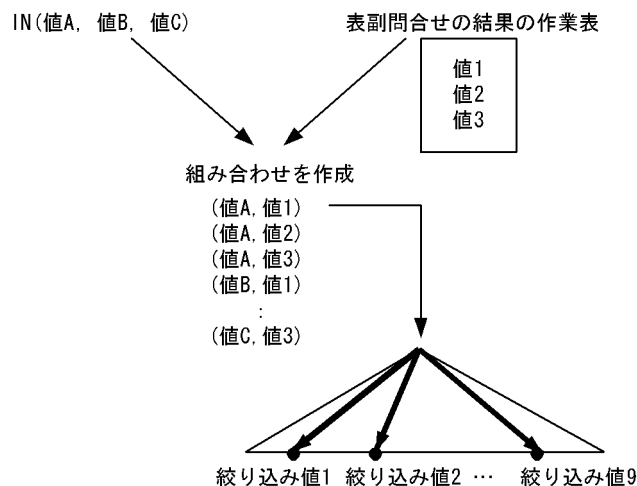 IN(値A, 値B, 値C)
表副問合せの結果の作業表
値1
値2
値3
組み合わせを作成
(値A,値1)
(値A,値2)
(値A,値3)
(値B,値1)
:
(値C,値3)
絞り込み値1 絞り込み値2 … 絞り込み値9